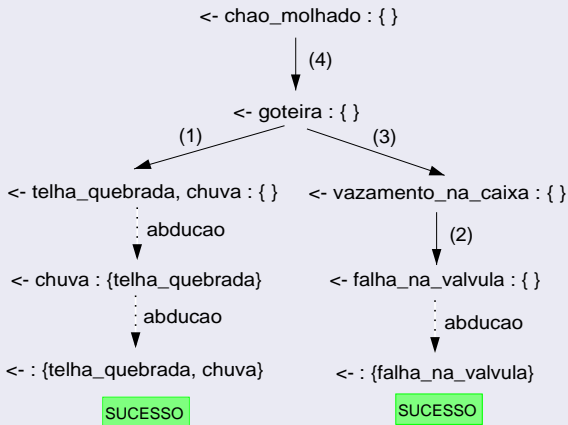 <- chao_molhado : { }
(4)
<- goteira : { }
(1)
(3)
<- telha_quebrada, chuva : { }
<- vazamento_na_caixa : { }
abducao
(2)
<- chuva : {telha_quebrada}
<- falha_na_valvula : { }
abducao
abducao
<- : {telha_quebrada, chuva}
<- : {falha_na_valvula}
SUCESSO
SUCESSO